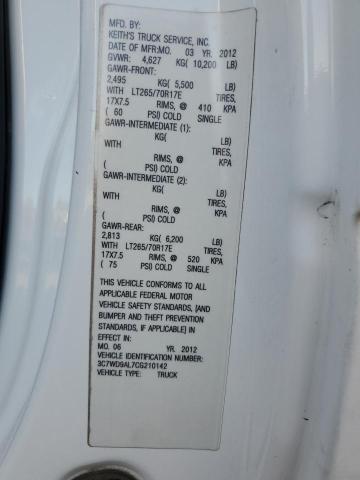 MFD. BY:
KEITH'S TRUCK SERVICE, INC.
DATE OF MFR:MO. 03 YR. 2012
GVWR: 4,627 KG(10,200 LB)
GAWR-FRONT:
2,495 KG(5,500 LB)
WITH LT265/70R17E TIRES,
17X7.5 RIMS, @ 410 KPA
( 60 PSI) COLD SINGLE
GAWR-INTERMEDIATE (1):
KG( LB)
WITH TIRES,
RIMS, @ KPA
( PSI) COLD
GAWR-INTERMEDIATE (2):
KG( LB)
WITH TIRES,
RIMS, @ KPA
( PSI) COLD
GAWR-REAR:
2,813 KG(6,200 LB)
WITH LT265/70R17E TIRES,
17X7.5 RIMS, @ 520 KPA
( 75 PSI) COLD SINGLE
THIS VEHICLE CONFORMS TO ALL
APPLICABLE FEDERAL MOTOR
VEHICLE SAFETY STANDARDS, [AND
BUMPER AND THEFT PREVENTION
STANDARDS, IF APPLICABLE]
EFFECT IN:
MO. 06 YR. 2012
VEHICLE IDENTIFICATION NUMBER:
3C7WD9AL7CG210142
VEHICLE TYPE: TRUCK